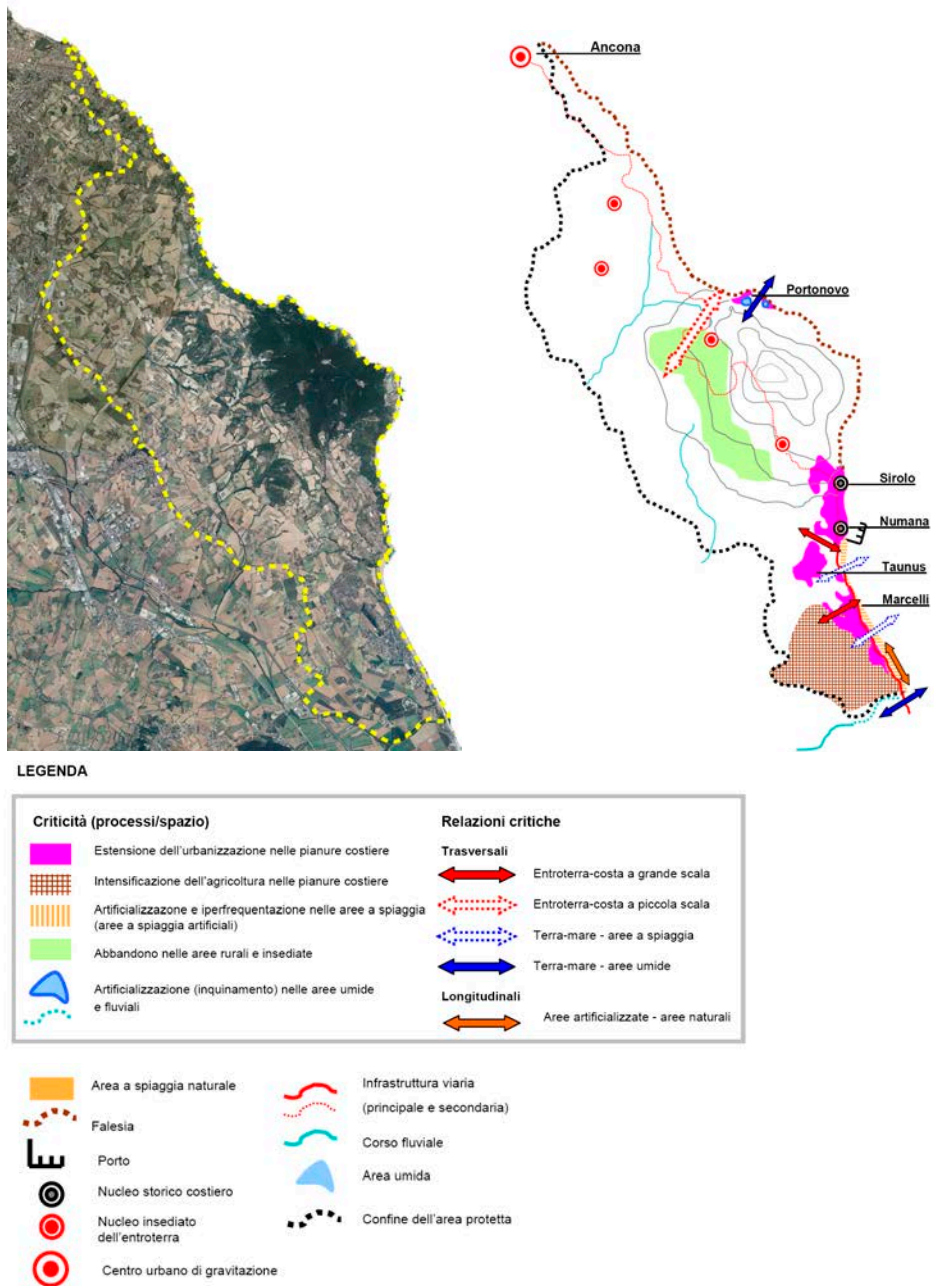 Ancona
Portonovo
Sirolo
Numana
Taunus
Marcelli
LEGENDA
Criticità (processi/spazio)
Estensione dell'urbanizzazione nelle pianure costiere
Intensificazione dell'agricoltura nelle pianure costiere
Artificializzazone e iperfrequentazione nelle aree a spiaggia
(aree a spiaggia artificiali)
Abbandono nelle aree rurali e insediate
Artificializzazione (inquinamento) nelle aree umide
e fluviali
Relazioni critiche
Trasversali
Entroterra-costa a grande scala
Entroterra-costa a piccola scala
Terra-mare - aree a spiaggia
Terra-mare - aree umide
Longitudinali
Aree artificializzate - aree naturali
Area a spiaggia naturale
Falesia
Porto
Nucleo storico costiero
Nucleo insediato
dell'entroterra
Centro urbano di gravitazione
Infrastruttura viaria
(principale e secondaria)
Corso fluviale
Area umida
Confine dell'area protetta